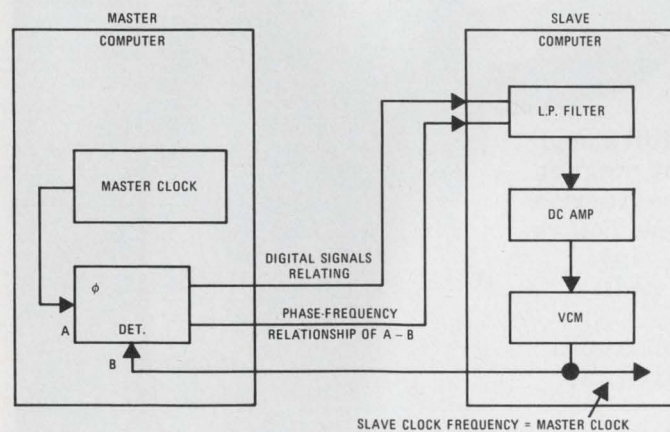 MASTER
COMPUTER
MASTER CLOCK
φ
A
DET.
B
DIGITAL SIGNALS
RELATING
PHASE-FREQUENCY
RELATIONSHIP OF A – B
SLAVE
COMPUTER
L.P. FILTER
DC AMP
VCM
SLAVE CLOCK FREQUENCY = MASTER CLOCK